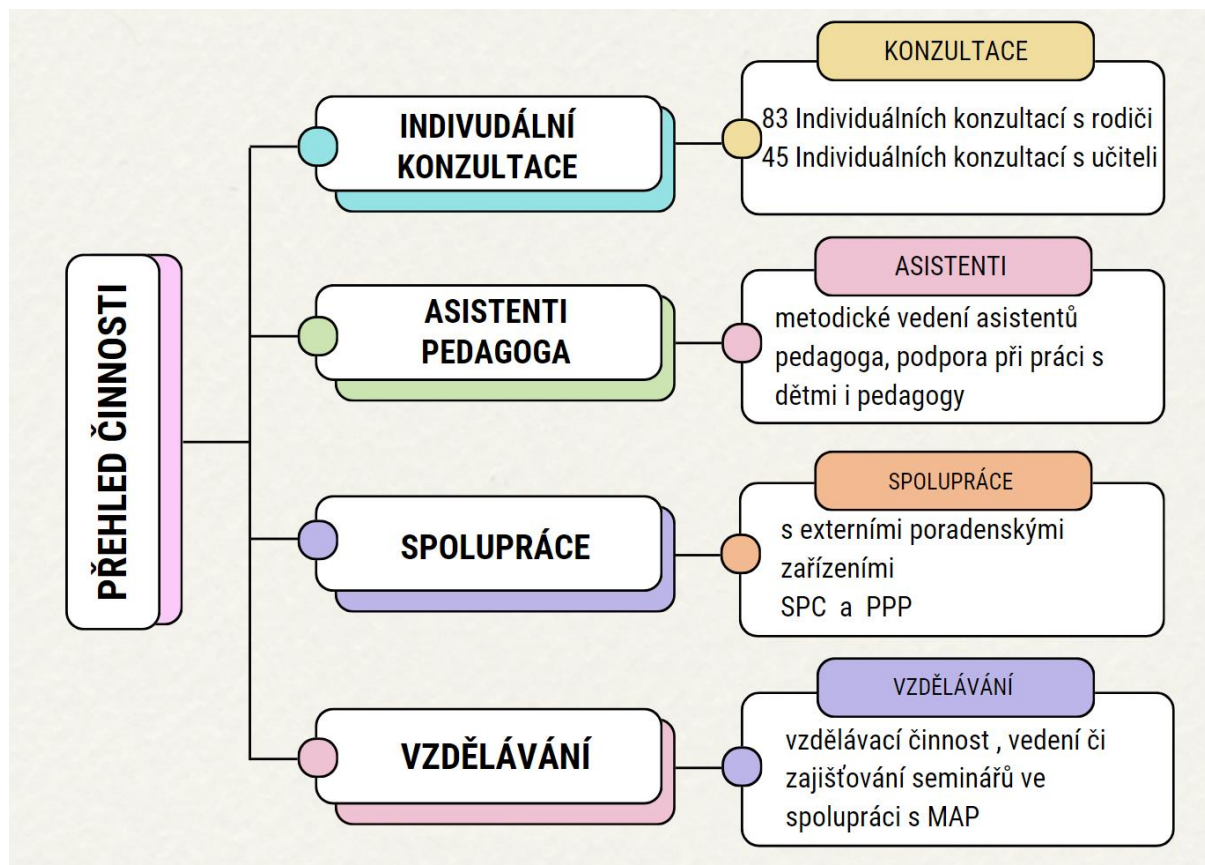 PŘEHLED ČINNOSTI
INDIVUDÁLNÍ
KONZULTACE
KONZULTACE
83 Individuálních konzultací s rodiči
45 Individuálních konzultací s učiteli
ASISTENTI
PEDAGOGA
ASISTENTI
metodické vedení asistentů
pedagoga, podpora při práci s
dětmi i pedagogy
SPOLUPRÁCE
SPOLUPRÁCE
s externími poradenskými
zařízeními
SPC a PPP
VZDĚLÁVÁNÍ
VZDĚLÁVÁNÍ
vzdělávací činnost , vedení či
zajišťování seminářů ve
spolupráci s MAP